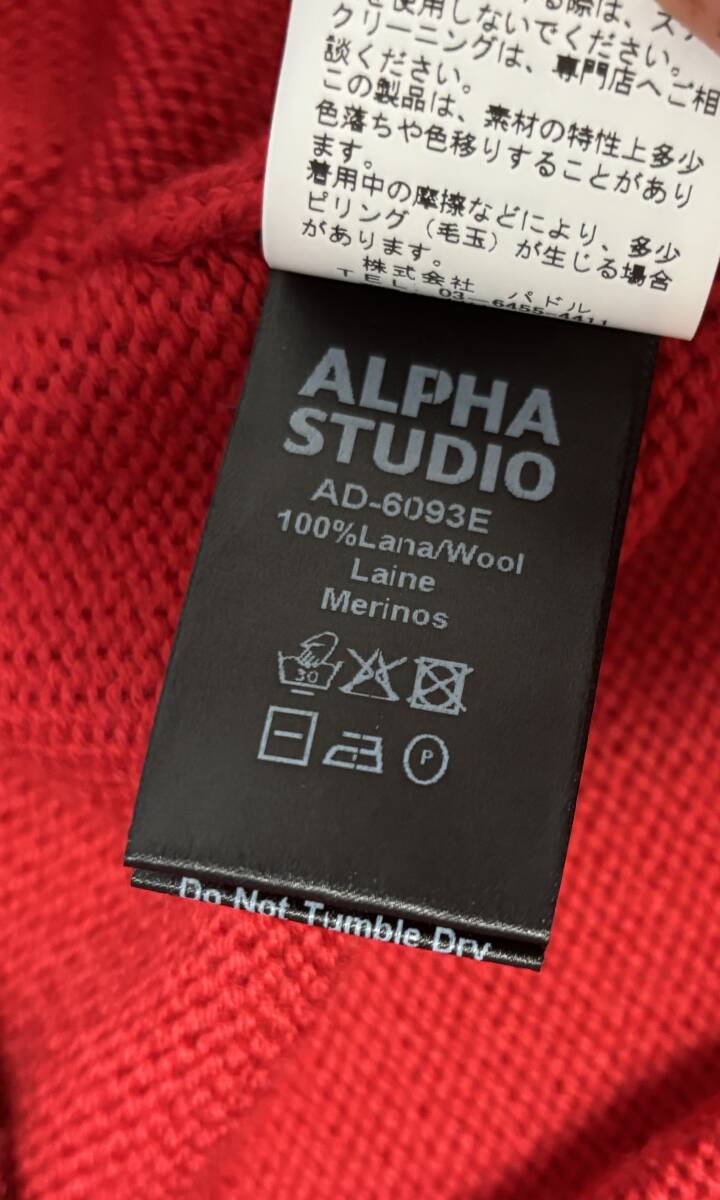 を使用しないでください。
クリーニングは、専門店へご相
談ください。
この製品は、素材の特性上多少
色落ちや色移りすることがあり
ます。
着用中の摩擦などにより、多少
ピリング（毛玉）が生じる場合
があります。
株式会社 パドル
TEL. 03-6455-4411
ALPHA
STUDIO
AD-6093E
100%Lana/Wool
Laine
Merinos
30
P
Do Not Tumble Dry